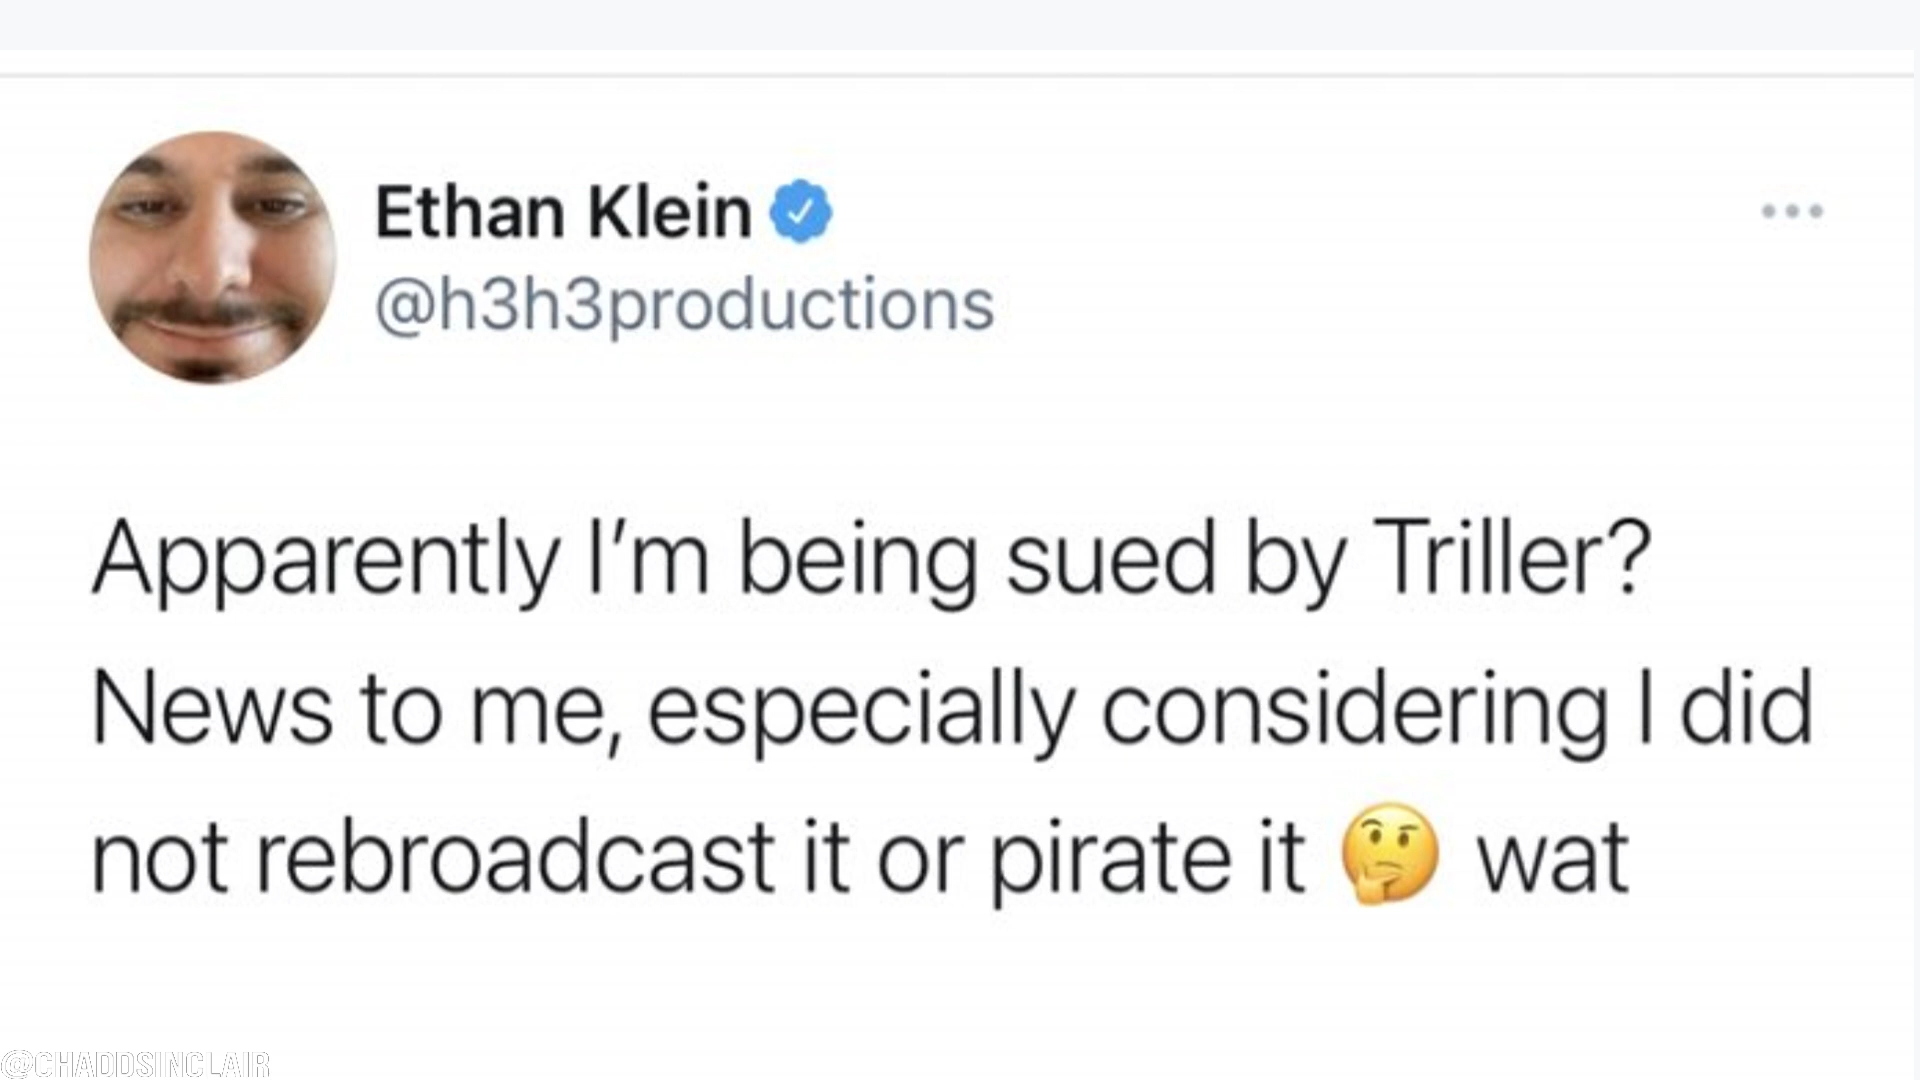 Ethan Klein
@h3h3productions
Apparently I’m being sued by Triller?
News to me, especially considering I did
not rebroadcast it or pirate it 🤔 wat
@CHADDSINCLAIR